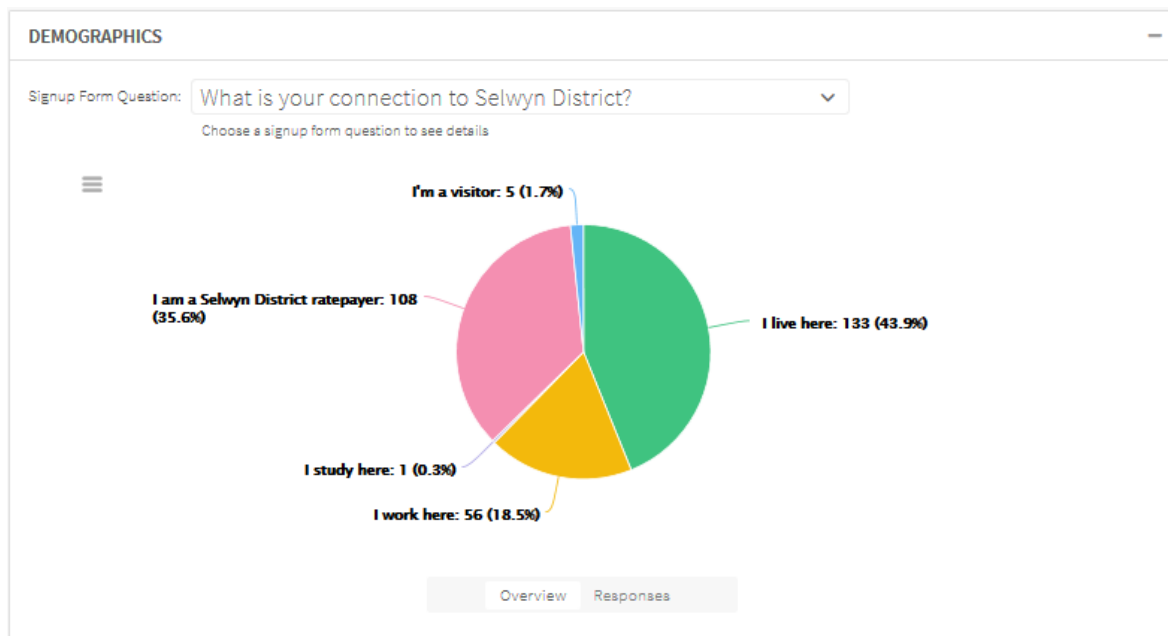 DEMOGRAPHICS
Signup Form Question: What is your connection to Selwyn District?
Choose a signup form question to see details
I'm a visitor: 5 (1.7%)
I am a Selwyn District ratepayer: 108
(35.6%)
I live here: 133 (43.9%)
I study here: 1 (0.3%)
I work here: 56 (18.5%)
Overview Responses